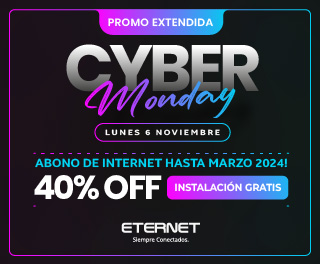 PROMO EXTENDIDA
CYBER
Monday
LUNES 6 NOVIEMBRE
ABONO DE INTERNET HASTA MARZO 2024!
40% OFF INSTALACIÓN GRATIS
ETERNET
Siempre Conectados.